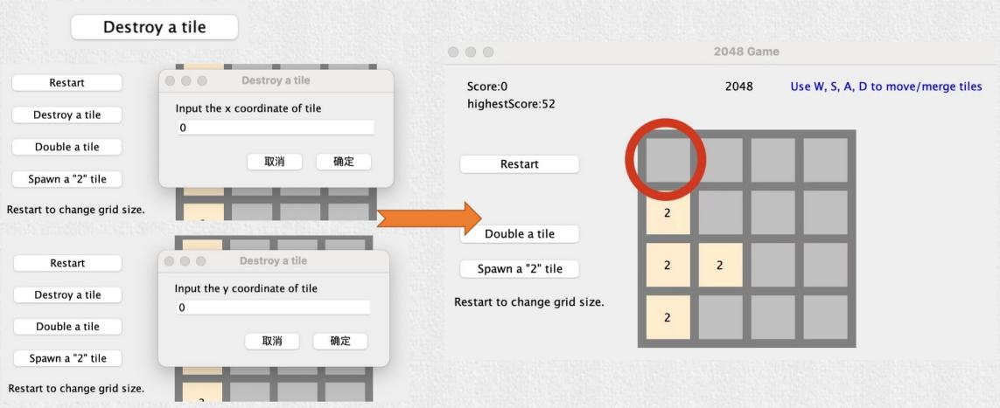 Destroy a tile
Restart
Destroy a tile
Double a tile
Spawn a "2" tile
Restart to change grid size.
Destroy a tile
Input the x coordinate of tile
0
取消
确定
Restart
Destroy a tile
Double a tile
Spawn a "2" tile
Restart to change grid size.
Destroy a tile
Input the y coordinate of tile
0
取消
确定
2048 Game
Score:0
highestScore:52
2048
Use W, S, A, D to move/merge tiles
Restart
Double a tile
Spawn a "2" tile
Restart to change grid size.
2
2 2
2